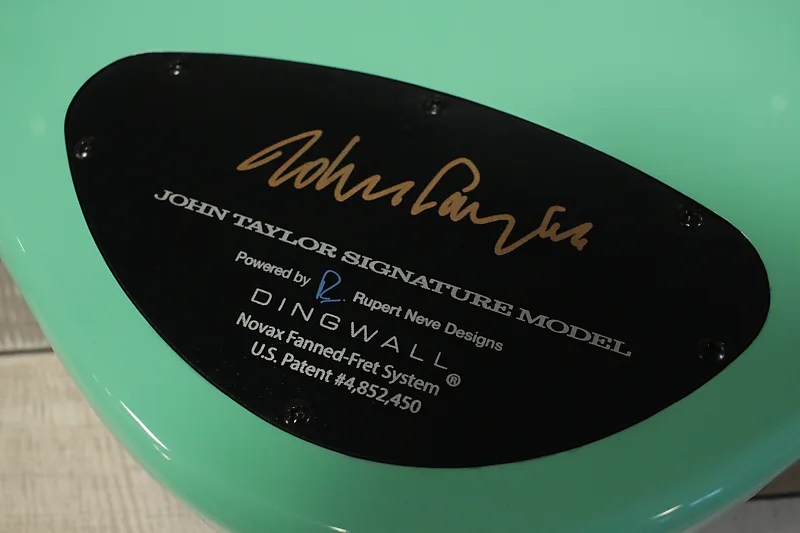 John Taylor
JOHN TAYLOR SIGNATURE MODEL
Powered by R. Rupert Neve Designs
DINGWALL®
Novax Fanned-Fret System
U.S. Patent #4,852,450